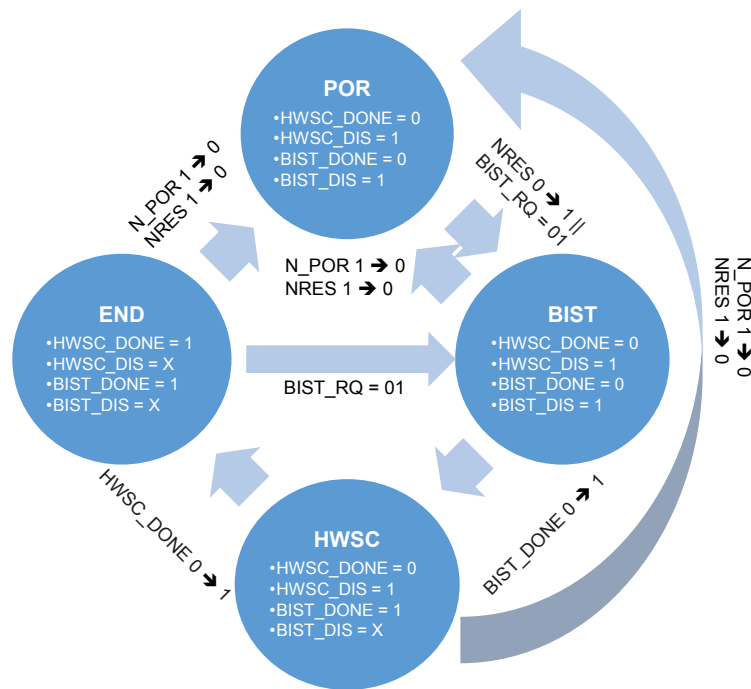 POR
•HWSC_DONE = 0
•HWSC_DIS = 1
•BIST_DONE = 0
•BIST_DIS = 1
N_POR 1 ➔ 0
NRES 1 ➔ 0
NRES 0 ➔ 1 ||
BIST_RQ = 01
N_POR 1 ➔ 0
NRES 1 ➔ 0
N_POR 1 ➔ 0
NRES 1 ➔ 0
END
•HWSC_DONE = 1
•HWSC_DIS = X
•BIST_DONE = 1
•BIST_DIS = X
BIST_RQ = 01
BIST
•HWSC_DONE = 0
•HWSC_DIS = 1
•BIST_DONE = 0
•BIST_DIS = 1
HWSC_DONE 0 ➔ 1
BIST_DONE 0 ➔ 1
HWSC
•HWSC_DONE = 0
•HWSC_DIS = 1
•BIST_DONE = 1
•BIST_DIS = X